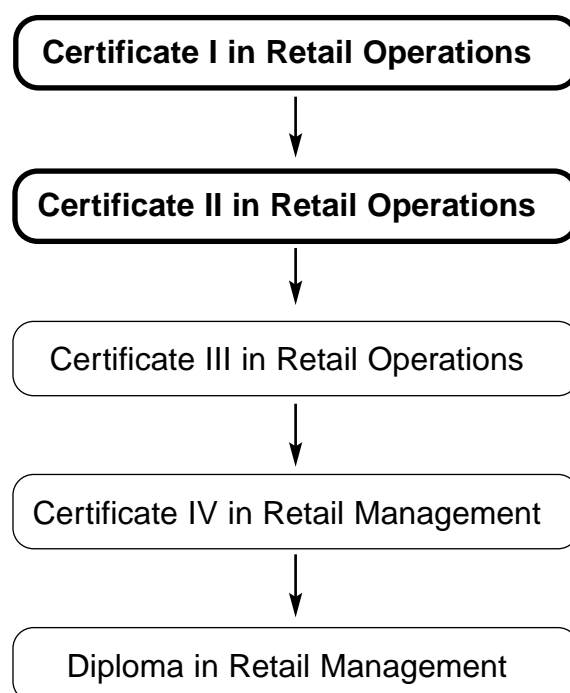 Certificate I in Retail Operations
Certificate II in Retail Operations
Certificate III in Retail Operations
Certificate IV in Retail Management
Diploma in Retail Management